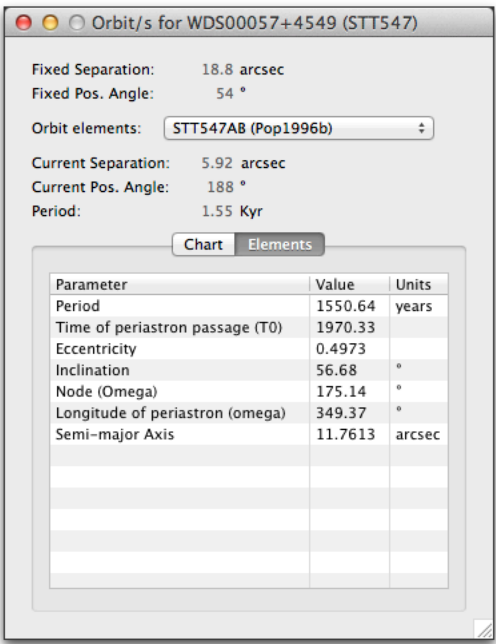 Orbit/s for WDS00057+4549 (STT547)
Fixed Separation: 18.8 arcsec
Fixed Pos. Angle: 54 °
Orbit elements: STT547AB (Pop1996b)
Current Separation: 5.92 arcsec
Current Pos. Angle: 188 °
Period: 1.55 Kyr
Chart Elements
Parameter Value Units
Period 1550.64 years
Time of periastron passage (T0) 1970.33
Eccentricity 0.4973
Inclination 56.68 °
Node (Omega) 175.14 °
Longitude of periastron (omega) 349.37 °
Semi-major Axis 11.7613 arcsec